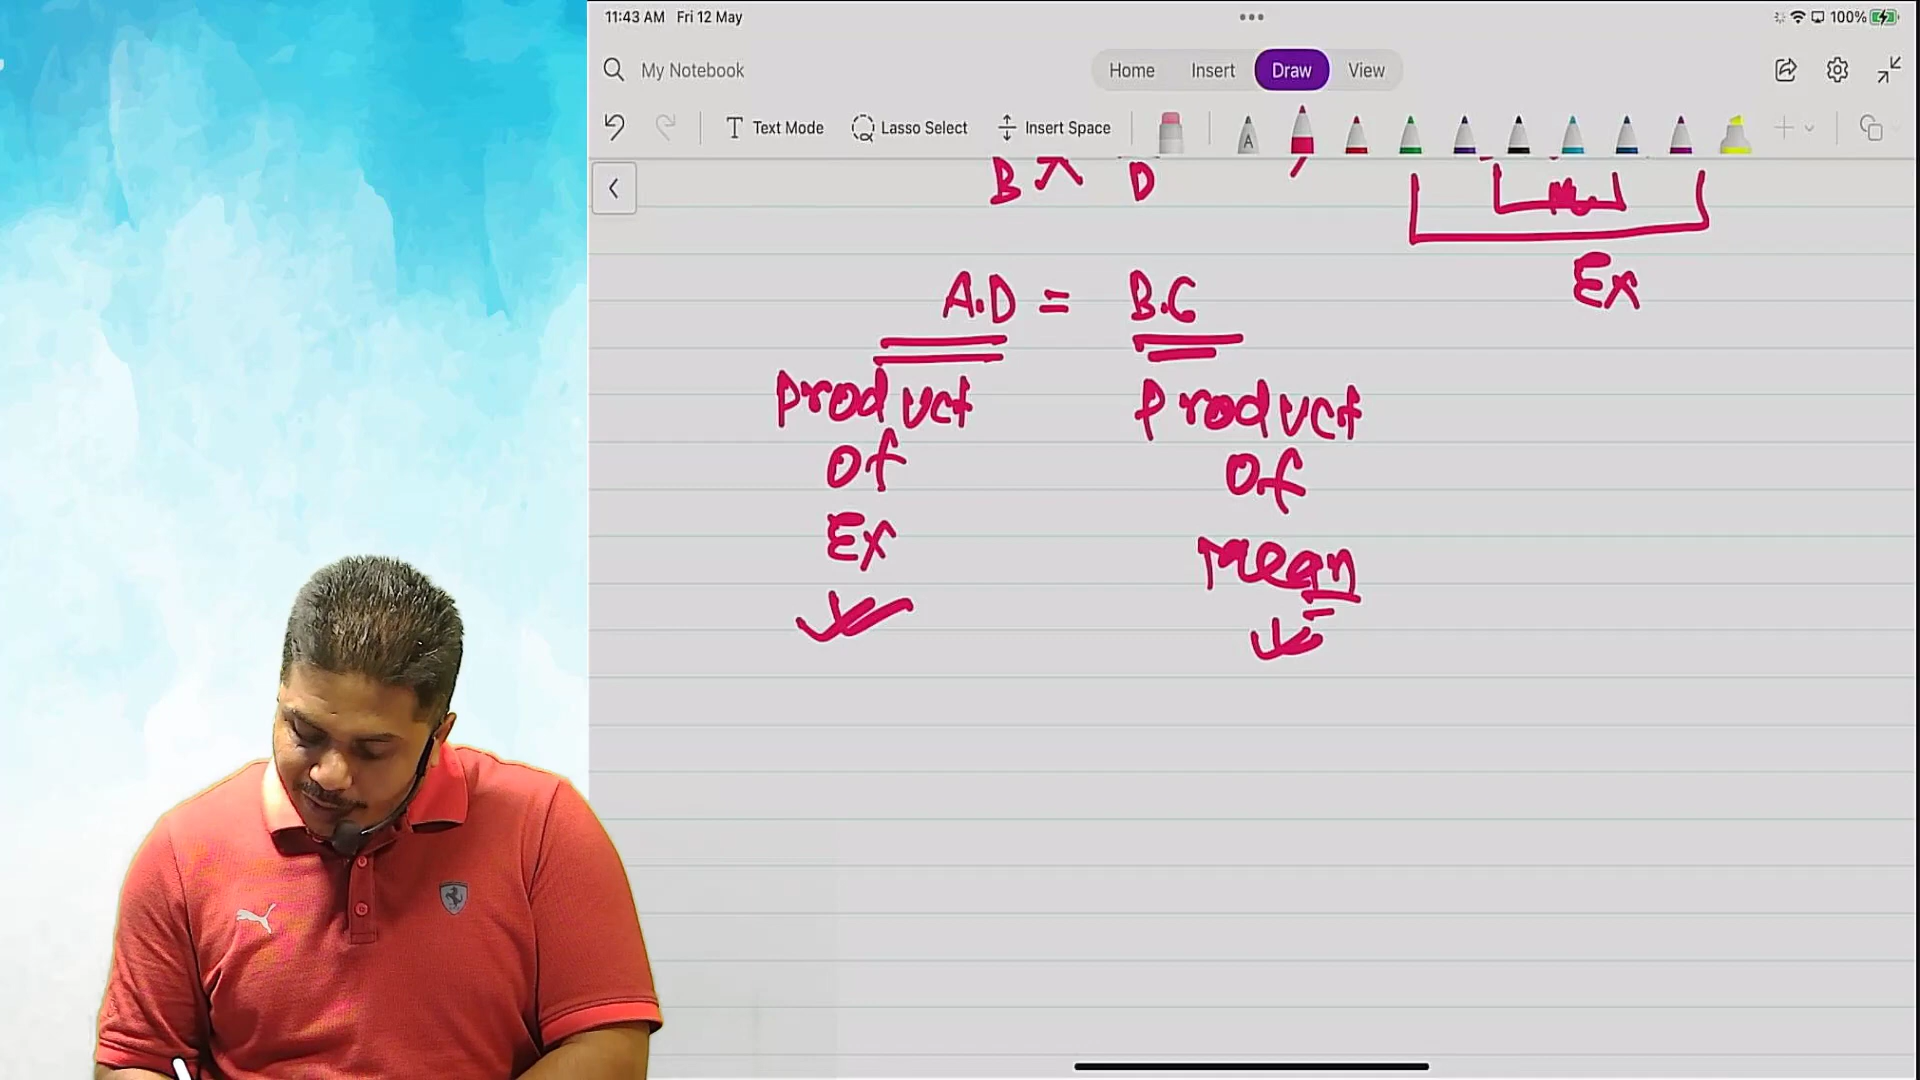 11:43 AM Fri 12 May
100%
My Notebook
Home Insert Draw View
Text Mode Lasso Select Insert Space
A
B D
Ex
A.D = B.C
Product Product
of of
Ex mean